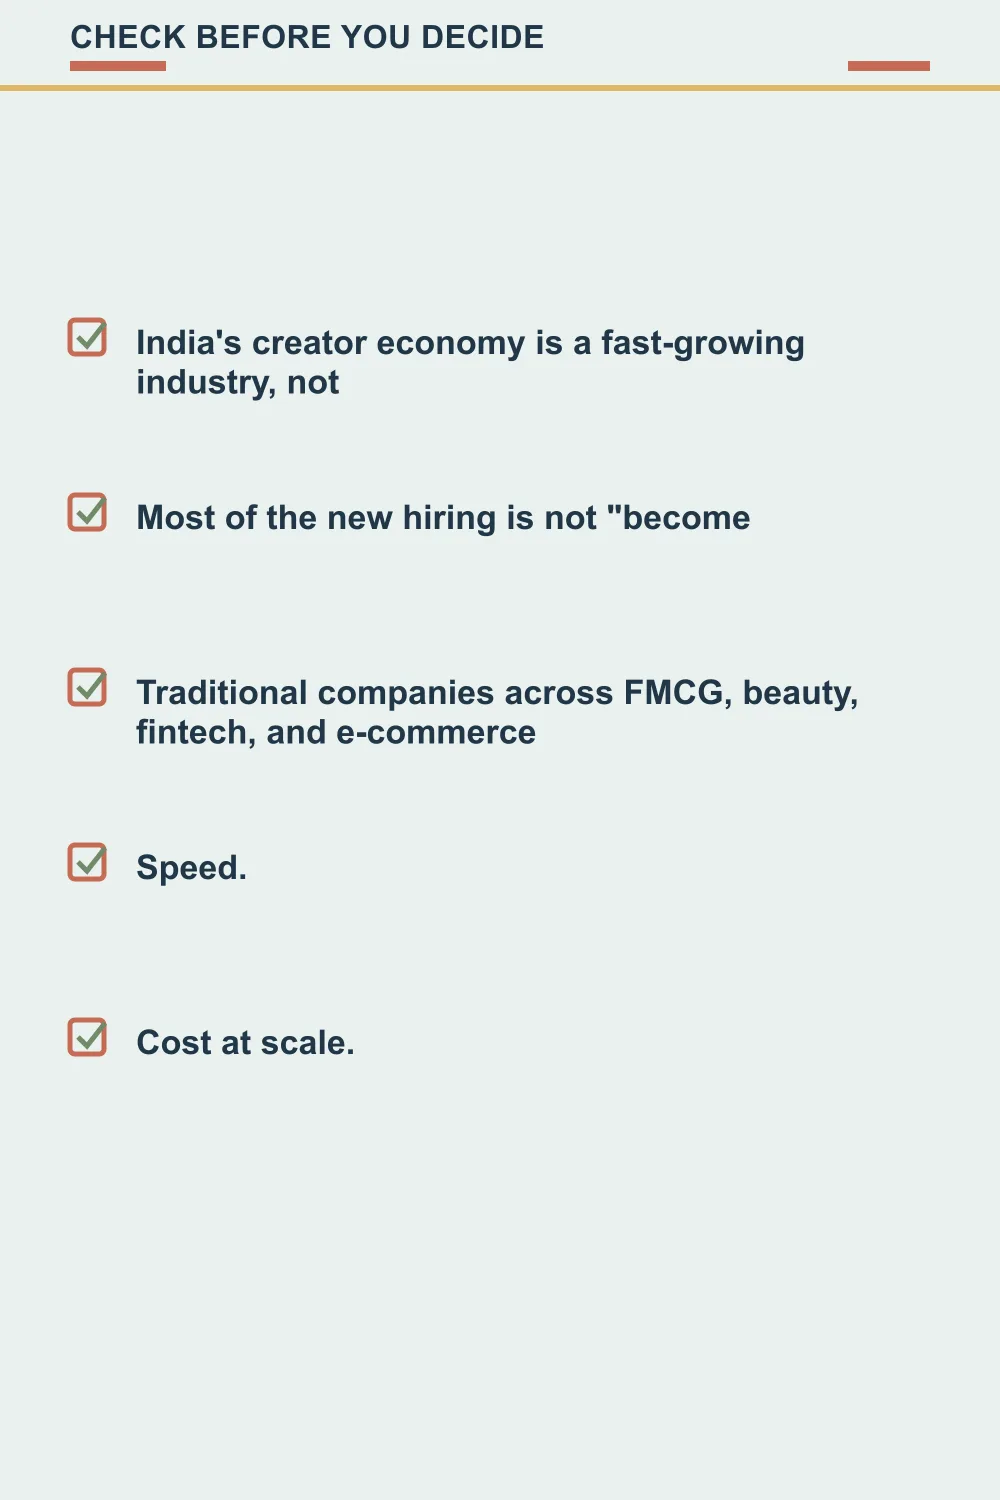 CHECK BEFORE YOU DECIDE
India's creator economy is a fast-growing
industry, not
Most of the new hiring is not "become
Traditional companies across FMCG, beauty,
fintech, and e-commerce
Speed.
Cost at scale.